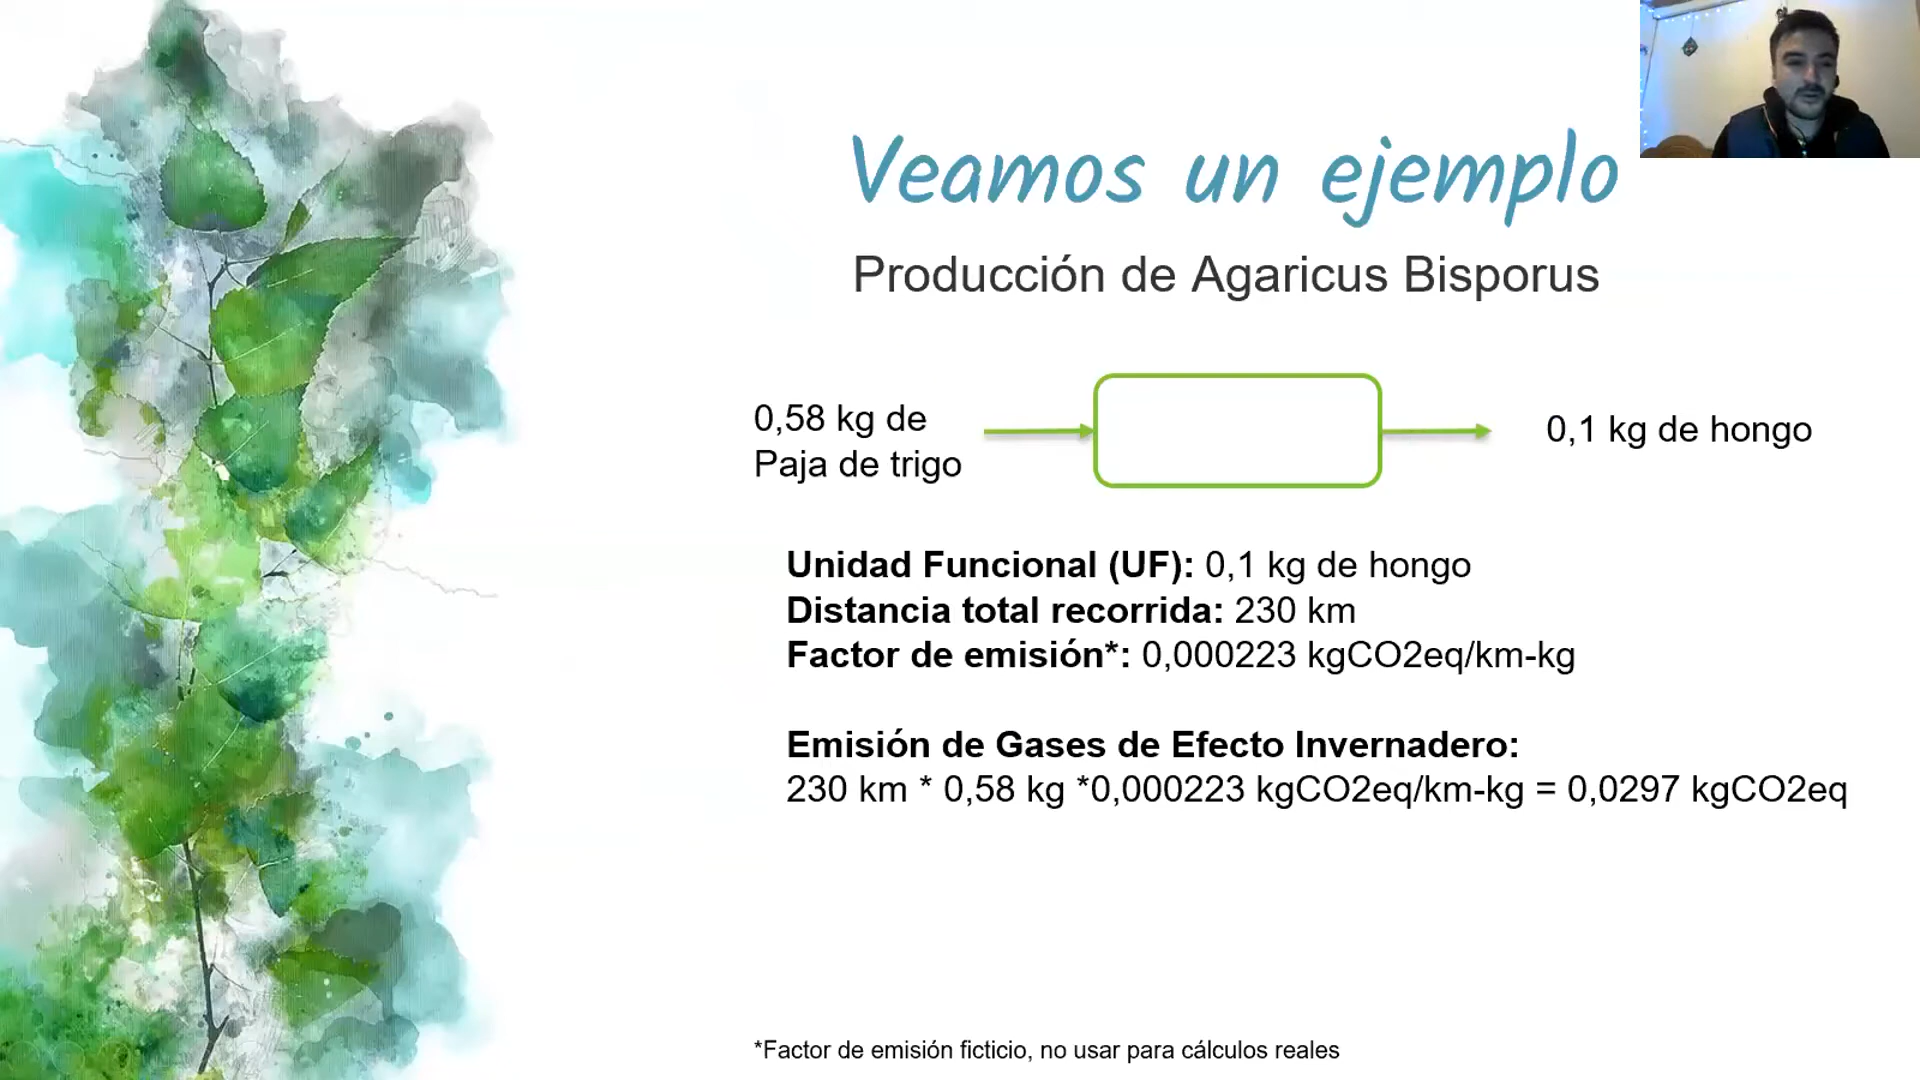 Veamos un ejemplo
Producción de Agaricus Bisporus
0,58 kg de
Paja de trigo
0,1 kg de hongo
Unidad Funcional (UF): 0,1 kg de hongo
Distancia total recorrida: 230 km
Factor de emisión*: 0,000223 kgCO2eq/km-kg
Emisión de Gases de Efecto Invernadero:
230 km * 0,58 kg *0,000223 kgCO2eq/km-kg = 0,0297 kgCO2eq
*Factor de emisión ficticio, no usar para cálculos reales